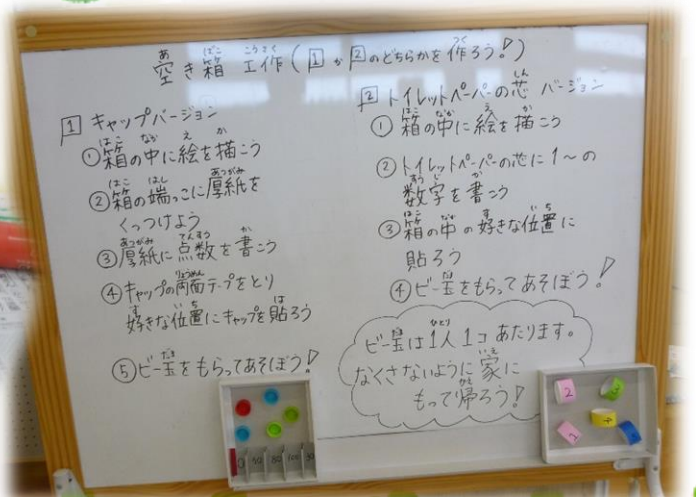 空き箱 工作(1か2のどちらかを作ろう!)
1 キャップバージョン
①箱の中に絵を描こう
②箱の端っこに厚紙を
くっつけよう
③厚紙に点数を書こう
④キャップの両面テープをとり
好きな位置にキャップを貼ろう
⑤ビー玉をもらってあそぼう!
2 トイレットペーパーの芯 バージョン
①箱の中に絵を描こう
②トイレットペーパーの芯に1〜の
数字を書こう
③箱の中の好きな位置に
貼ろう
④ビー玉をもらってあそぼう!
ビー玉は1人1コあたります。
なくさないように家に
もって帰ろう!
50 80 100
2